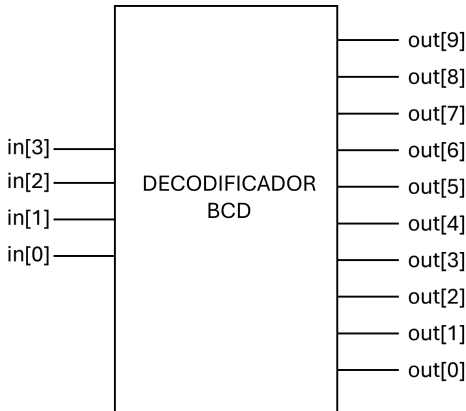 in[3]
in[2]
in[1]
in[0]
DECODIFICADOR
BCD
out[9]
out[8]
out[7]
out[6]
out[5]
out[4]
out[3]
out[2]
out[1]
out[0]